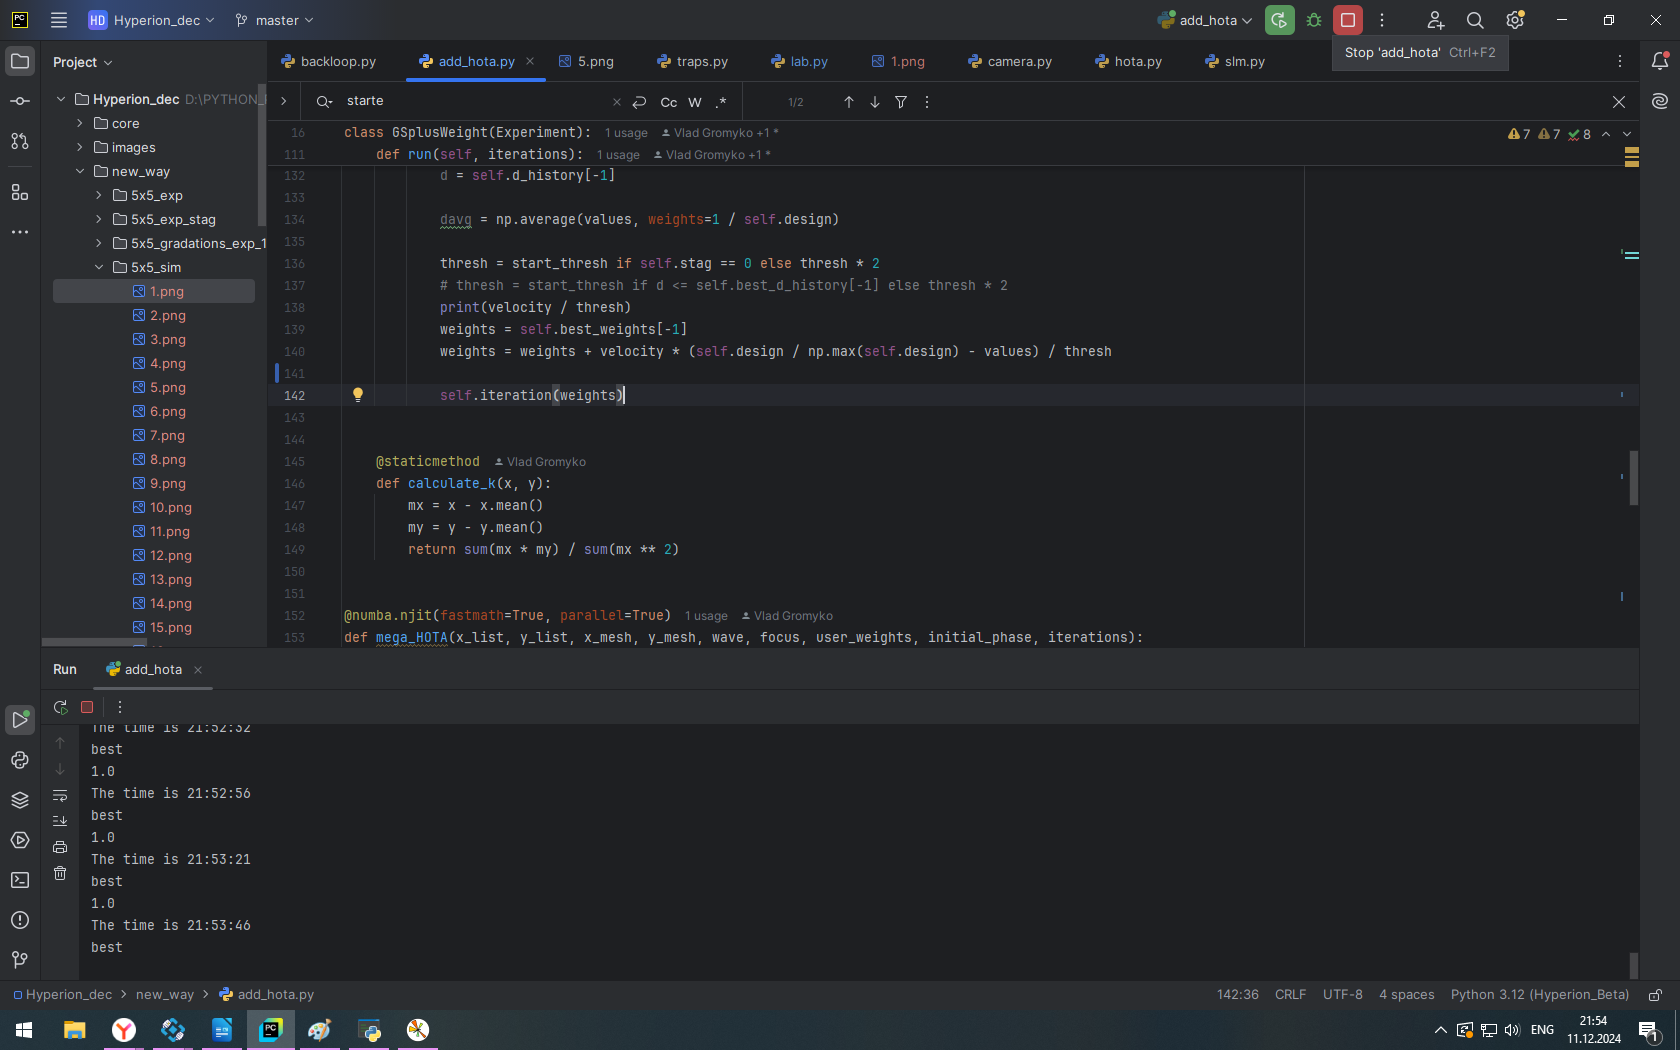 PC
HD Hyperion_dec master add_hota
Stop 'add_hota' Ctrl+F2
Project
backloop.py add_hota.py 5.png traps.py lab.py 1.png camera.py hota.py slm.py
starte Cc W .* 1/2
Hyperion_dec D:\PYTHON_
core
images
new_way
5x5_exp
5x5_exp_stag
5x5_gradations_exp_1
5x5_sim
1.png
2.png
3.png
4.png
5.png
6.png
7.png
8.png
9.png
10.png
11.png
12.png
13.png
14.png
15.png
16 class GSplusWeight(Experiment): 1 usage Vlad Gromyko +1 *
7 7 8
111 def run(self, iterations): 1 usage Vlad Gromyko +1 *
132 d = self.d_history[-1]
133
134 davg = np.average(values, weights=1 / self.design)
135
136 thresh = start_thresh if self.stag == 0 else thresh * 2
137 # thresh = start_thresh if d <= self.best_d_history[-1] else thresh * 2
138 print(velocity / thresh)
139 weights = self.best_weights[-1]
140 weights = weights + velocity * (self.design / np.max(self.design) - values) / thresh
141
142 self.iteration(weights)
143
144
145 @staticmethod Vlad Gromyko
146 def calculate_k(x, y):
147 mx = x - x.mean()
148 my = y - y.mean()
149 return sum(mx * my) / sum(mx ** 2)
150
151
152 @numba.njit(fastmath=True, parallel=True) 1 usage Vlad Gromyko
153 def mega_HOTA(x_list, y_list, x_mesh, y_mesh, wave, focus, user_weights, initial_phase, iterations):
Run add_hota
The time is 21:52:32
best
1.0
The time is 21:52:56
best
1.0
The time is 21:53:21
best
1.0
The time is 21:53:46
best
Hyperion_dec new_way add_hota.py
142:36 CRLF UTF-8 4 spaces Python 3.12 (Hyperion_Beta)
PC
ENG
21:54
11.12.2024
1